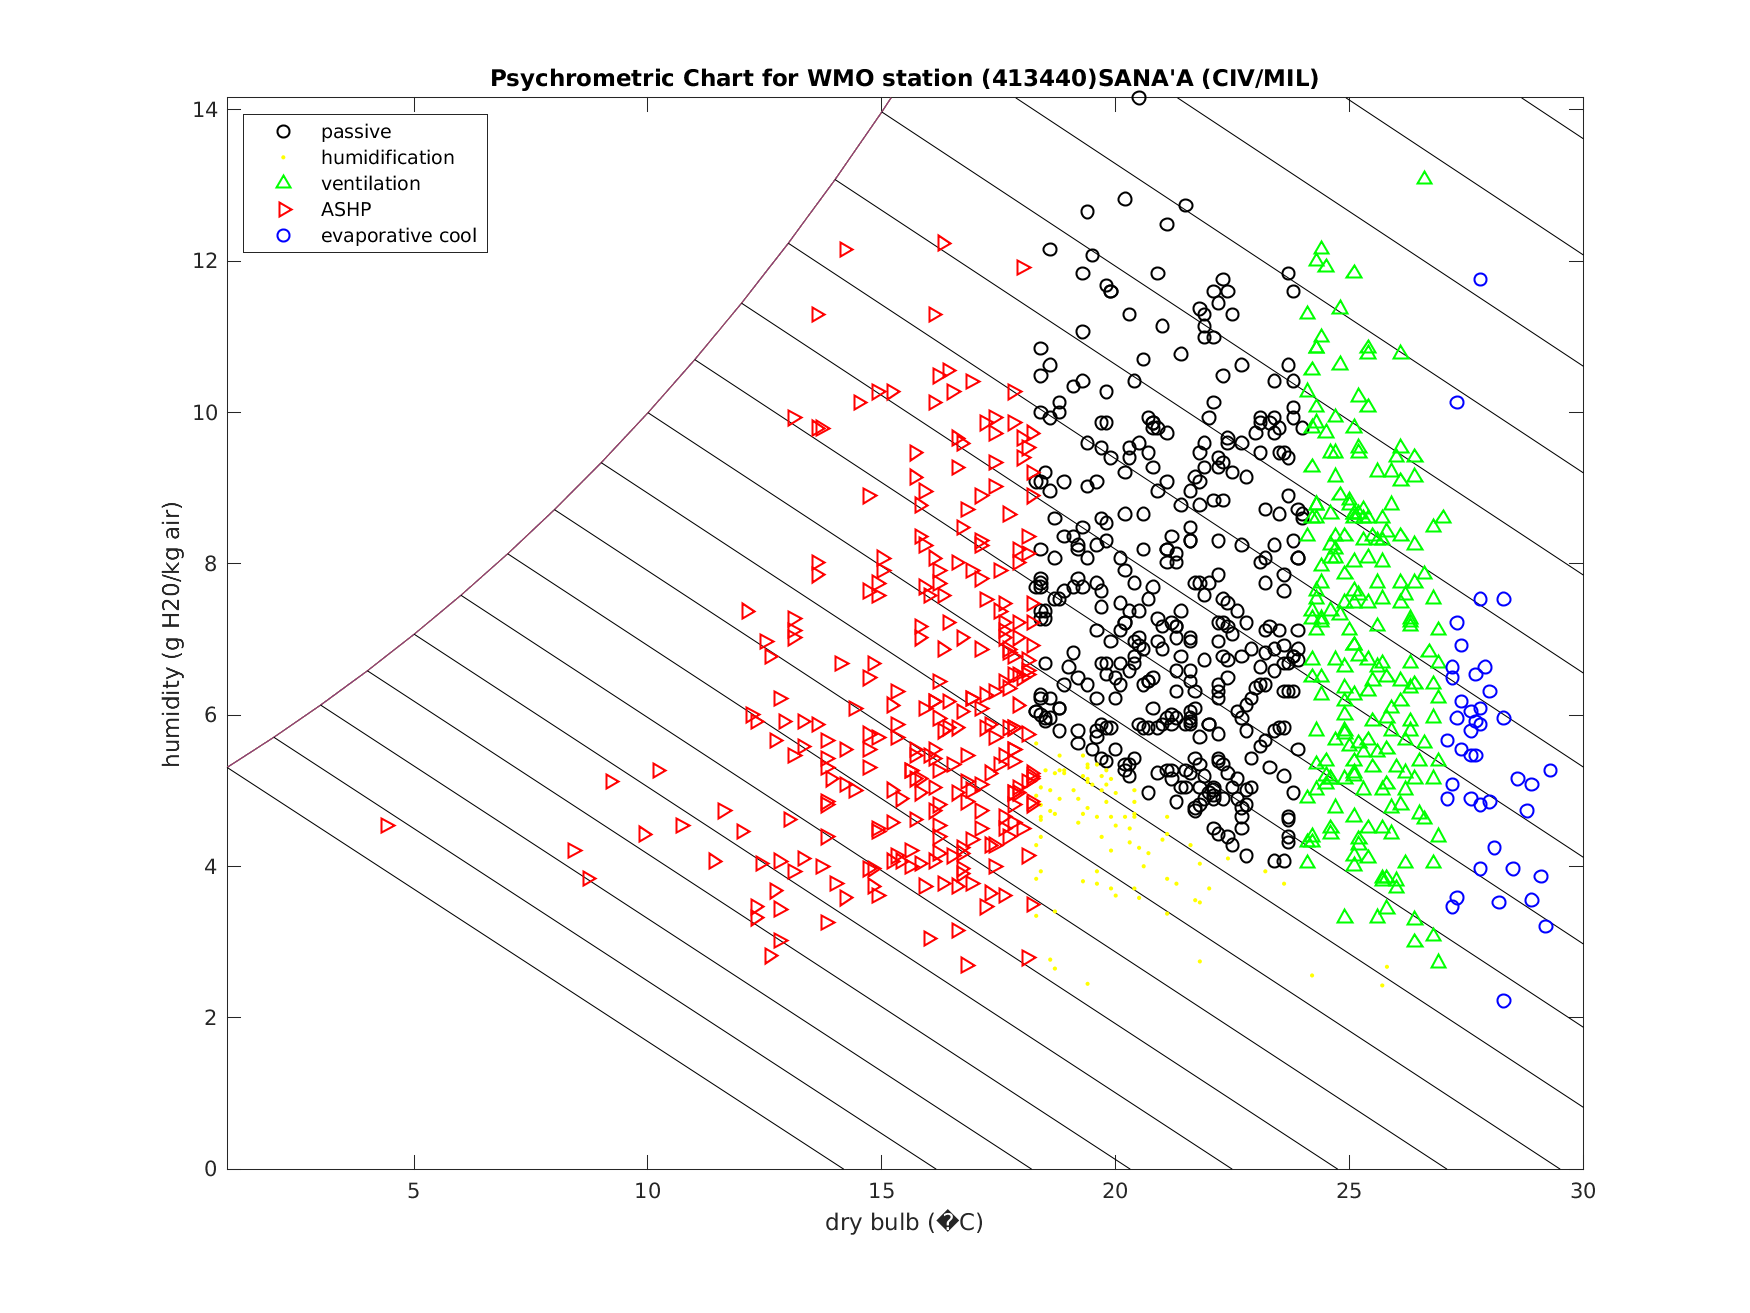 Psychrometric Chart for WMO station (413440)SANA'A (CIV/MIL)
passive
humidification
ventilation
ASHP
evaporative cool
humidity (g H20/kg air)
14
12
10
8
6
4
2
0
5 10 15 20 25 30
dry bulb (�C)